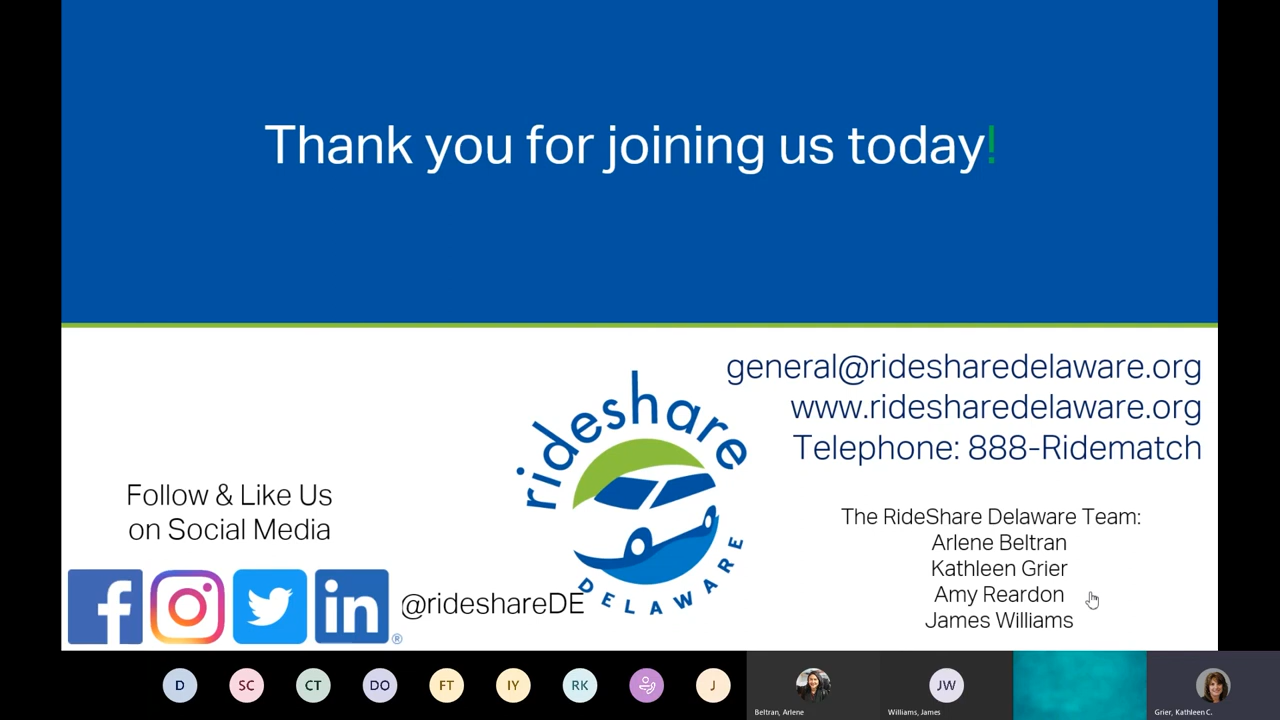 Thank you for joining us today!
general@ridesharedelaware.org
www.ridesharedelaware.org
Telephone: 888-Ridematch
rideshare
DELAWARE
Follow & Like Us
on Social Media
f
in
®
@rideshareDE
The RideShare Delaware Team:
Arlene Beltran
Kathleen Grier
Amy Reardon
James Williams
D SC CT DO FT IY RK J JW
Beltran, Arlene
Williams, James
Grier, Kathleen C.